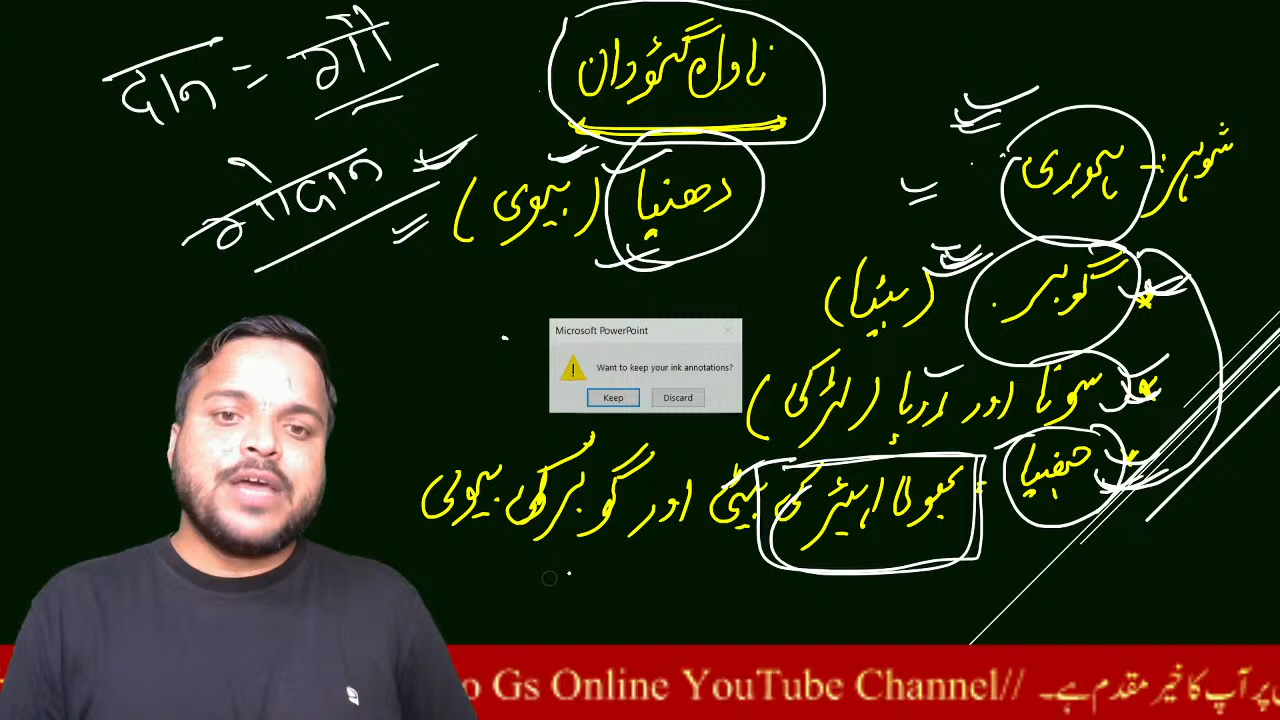 दान = गौ
ناول گئودان
गोदान
شوہر - ہوری
دھنیا (بیوی)
* گوبر (بیٹا)
* سونا اور روپا (لڑکی)
* جھنیا : بھولا اہیر کی بیٹی اور گوبر کی بیوی
Microsoft PowerPoint
Want to keep your ink annotations?
Keep Discard
o Gs Online YouTube Channel// پر آپ کا خیر مقدم ہے۔